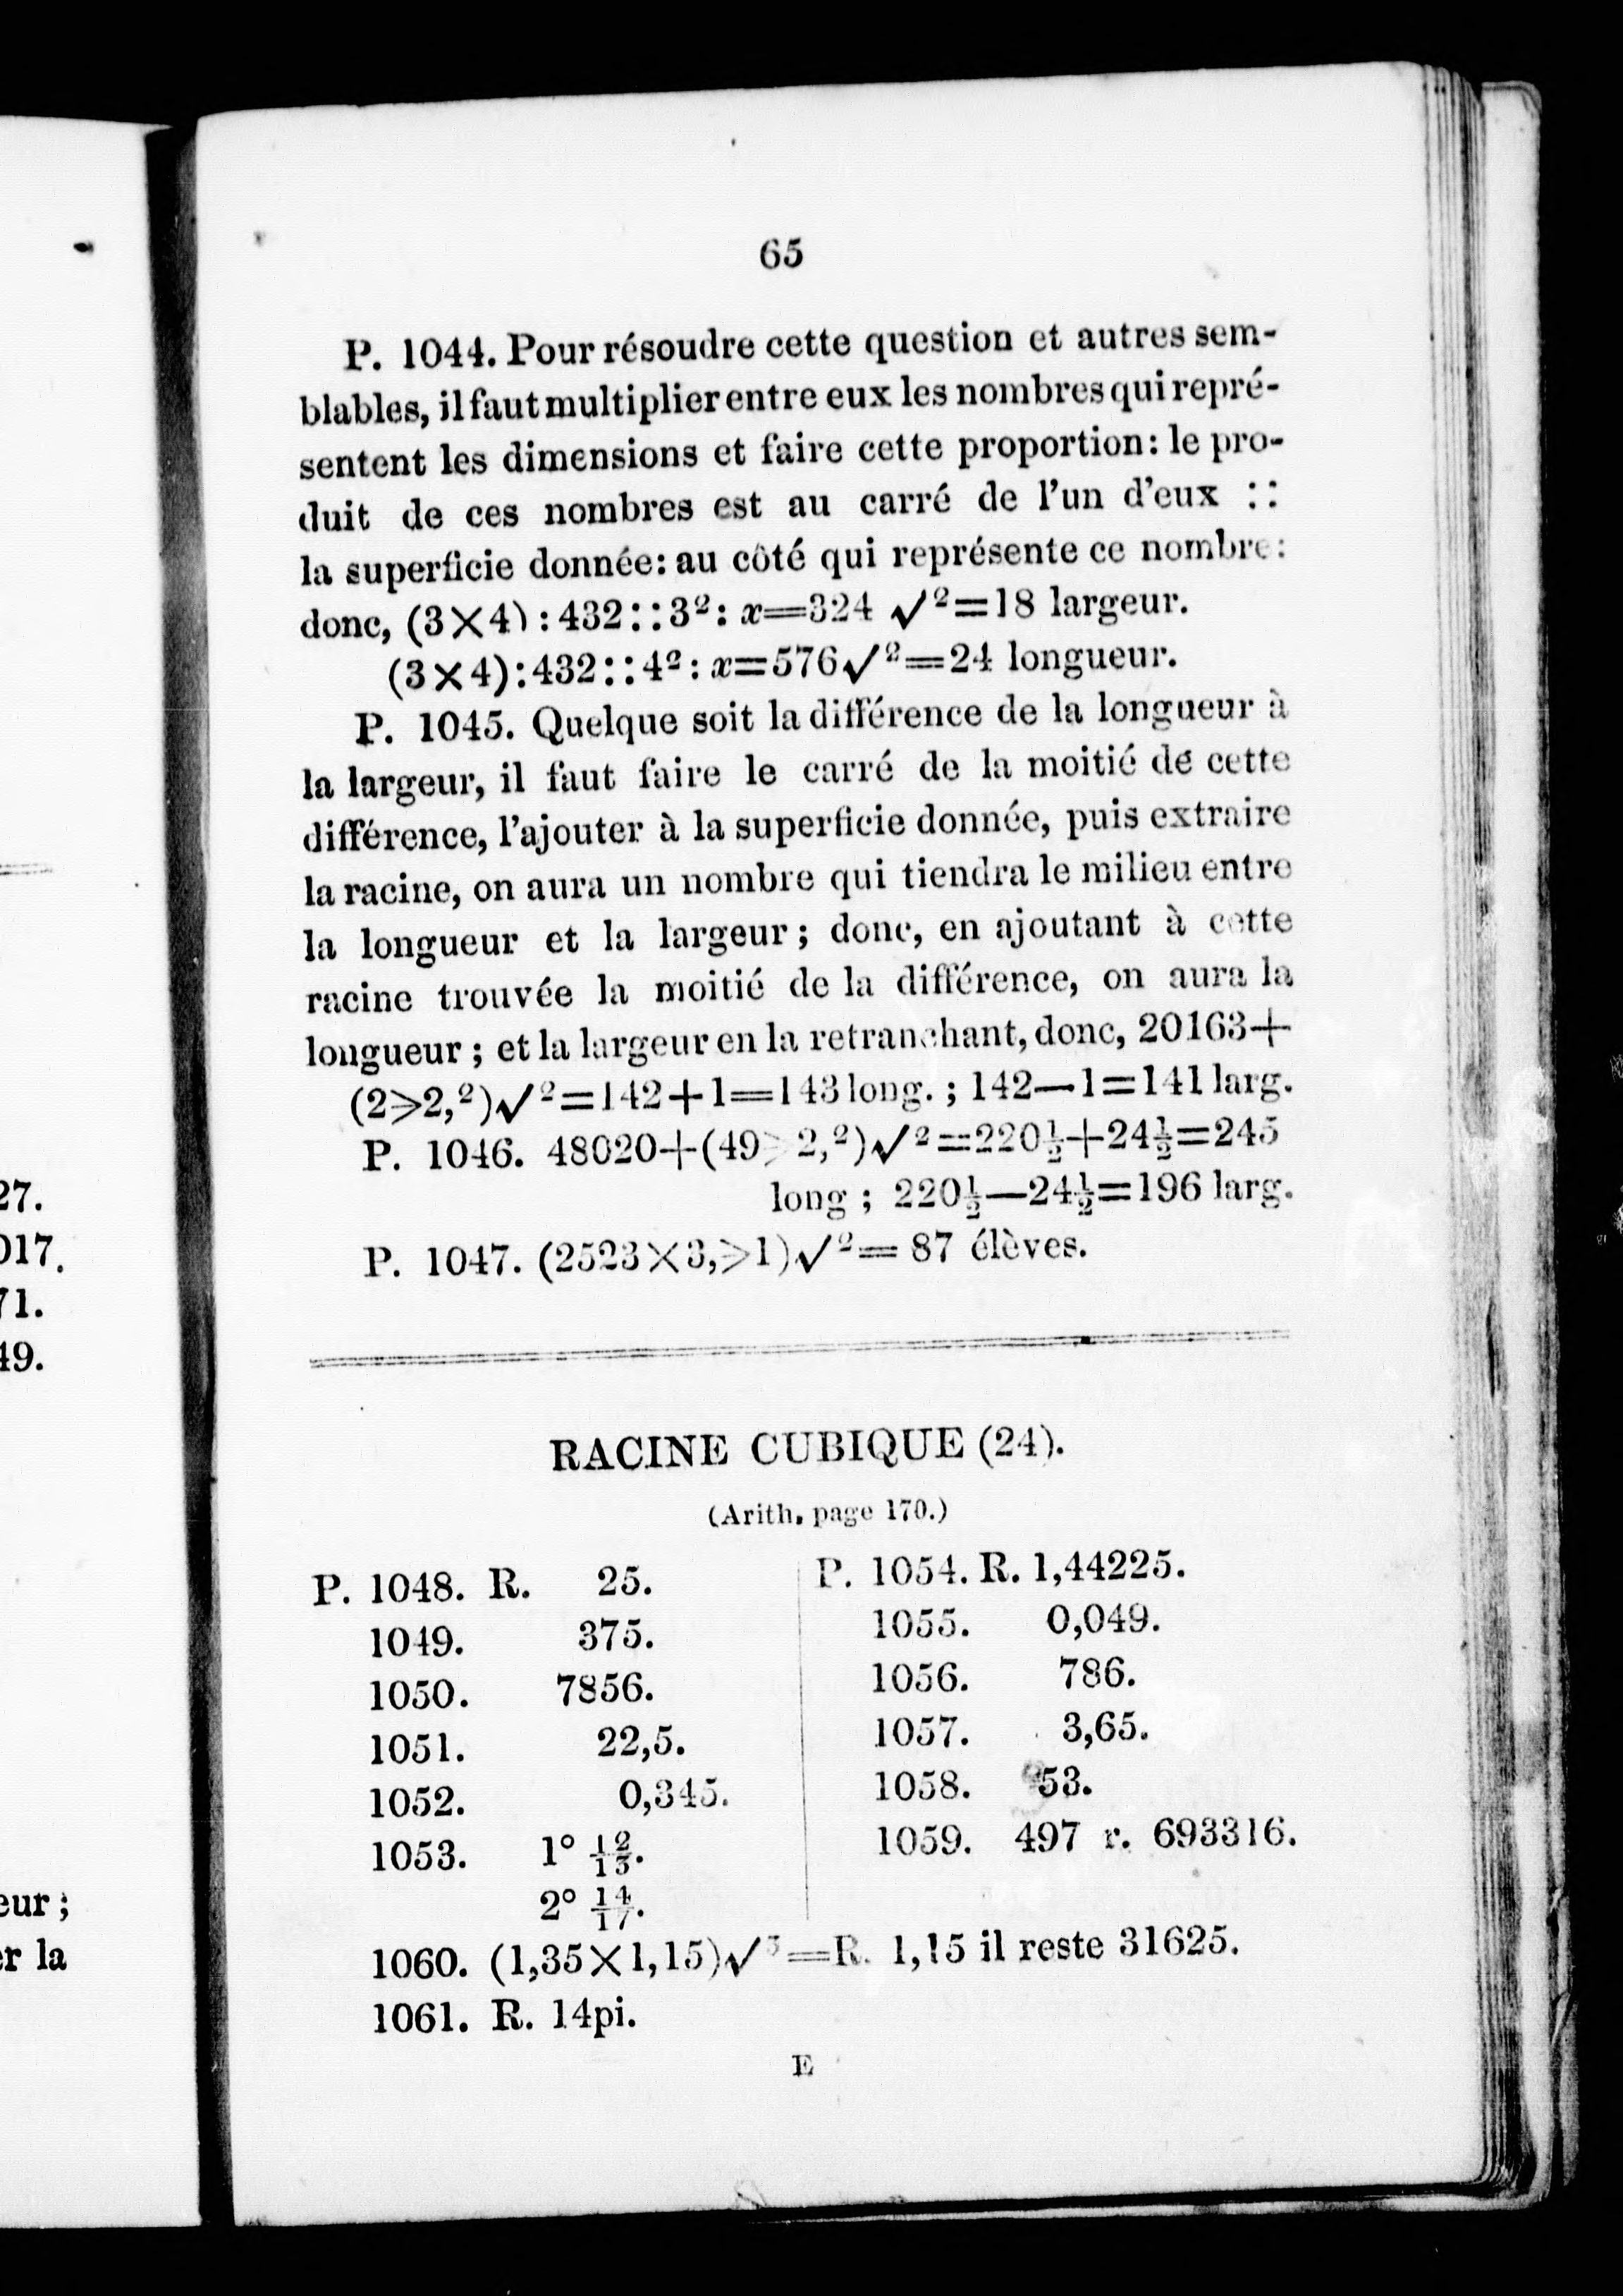 65
P. 1044. Pour résoudre cette question et autres sem-
blables, il faut multiplier entre eux les nombres qui repré-
sentent les dimensions et faire cette proportion: le pro-
duit de ces nombres est au carré de l'un d'eux ::
la superficie donnée: au côté qui représente ce nombre:
donc, (3×4) : 432 :: 3²: x=324 √²=18 largeur.
(3×4):432::4²: x=576√²=24 longueur.
P. 1045. Quelque soit la différence de la longueur à
la largeur, il faut faire le carré de la moitié de cette
différence, l'ajouter à la superficie donnée, puis extraire
la racine, on aura un nombre qui tiendra le milieu entre
la longueur et la largeur ; donc, en ajoutant à cette
racine trouvée la moitié de la différence, on aura la
longueur ; et la largeur en la retranchant, donc, 20163+
(2>2,²)√²=142+1=143 long. ; 142—1=141 larg.
P. 1046. 48020+(49>2,²)√²=220½+24½=245
long ; 220½—24½=196 larg.
P. 1047. (2523×3,>1)√²= 87 élèves.
RACINE CUBIQUE (24).
(Arith. page 170.)
P. 1048. R. 25.
1049. 375.
1050. 7856.
1051. 22,5.
1052. 0,345.
1053. 1° 12/13.
2° 14/17.
P. 1054. R. 1,44225.
1055. 0,049.
1056. 786.
1057. 3,65.
1058. 53.
1059. 497 r. 693316.
1060. (1,35×1,15)√³=R. 1,15 il reste 31625.
1061. R. 14pi.
E
27.
017.
71.
49.
eur ;
er la